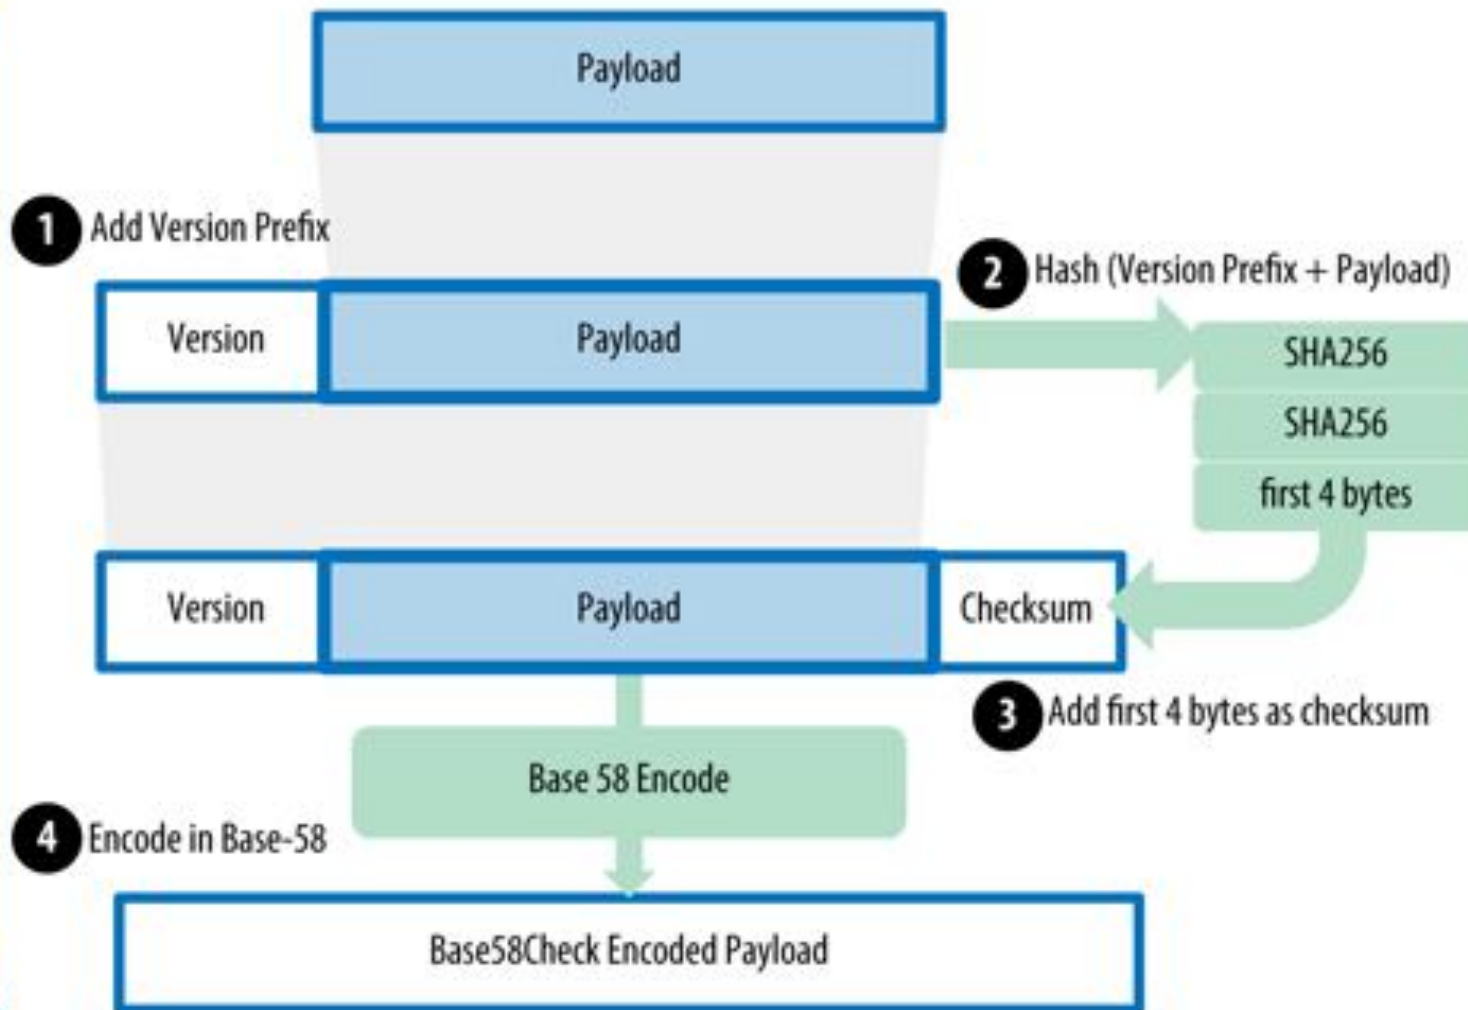 Payload
1 Add Version Prefix
2 Hash (Version Prefix + Payload)
Version Payload SHA256
SHA256
first 4 bytes
Version Payload Checksum
3 Add first 4 bytes as checksum
Base 58 Encode
4 Encode in Base-58
Base58Check Encoded Payload